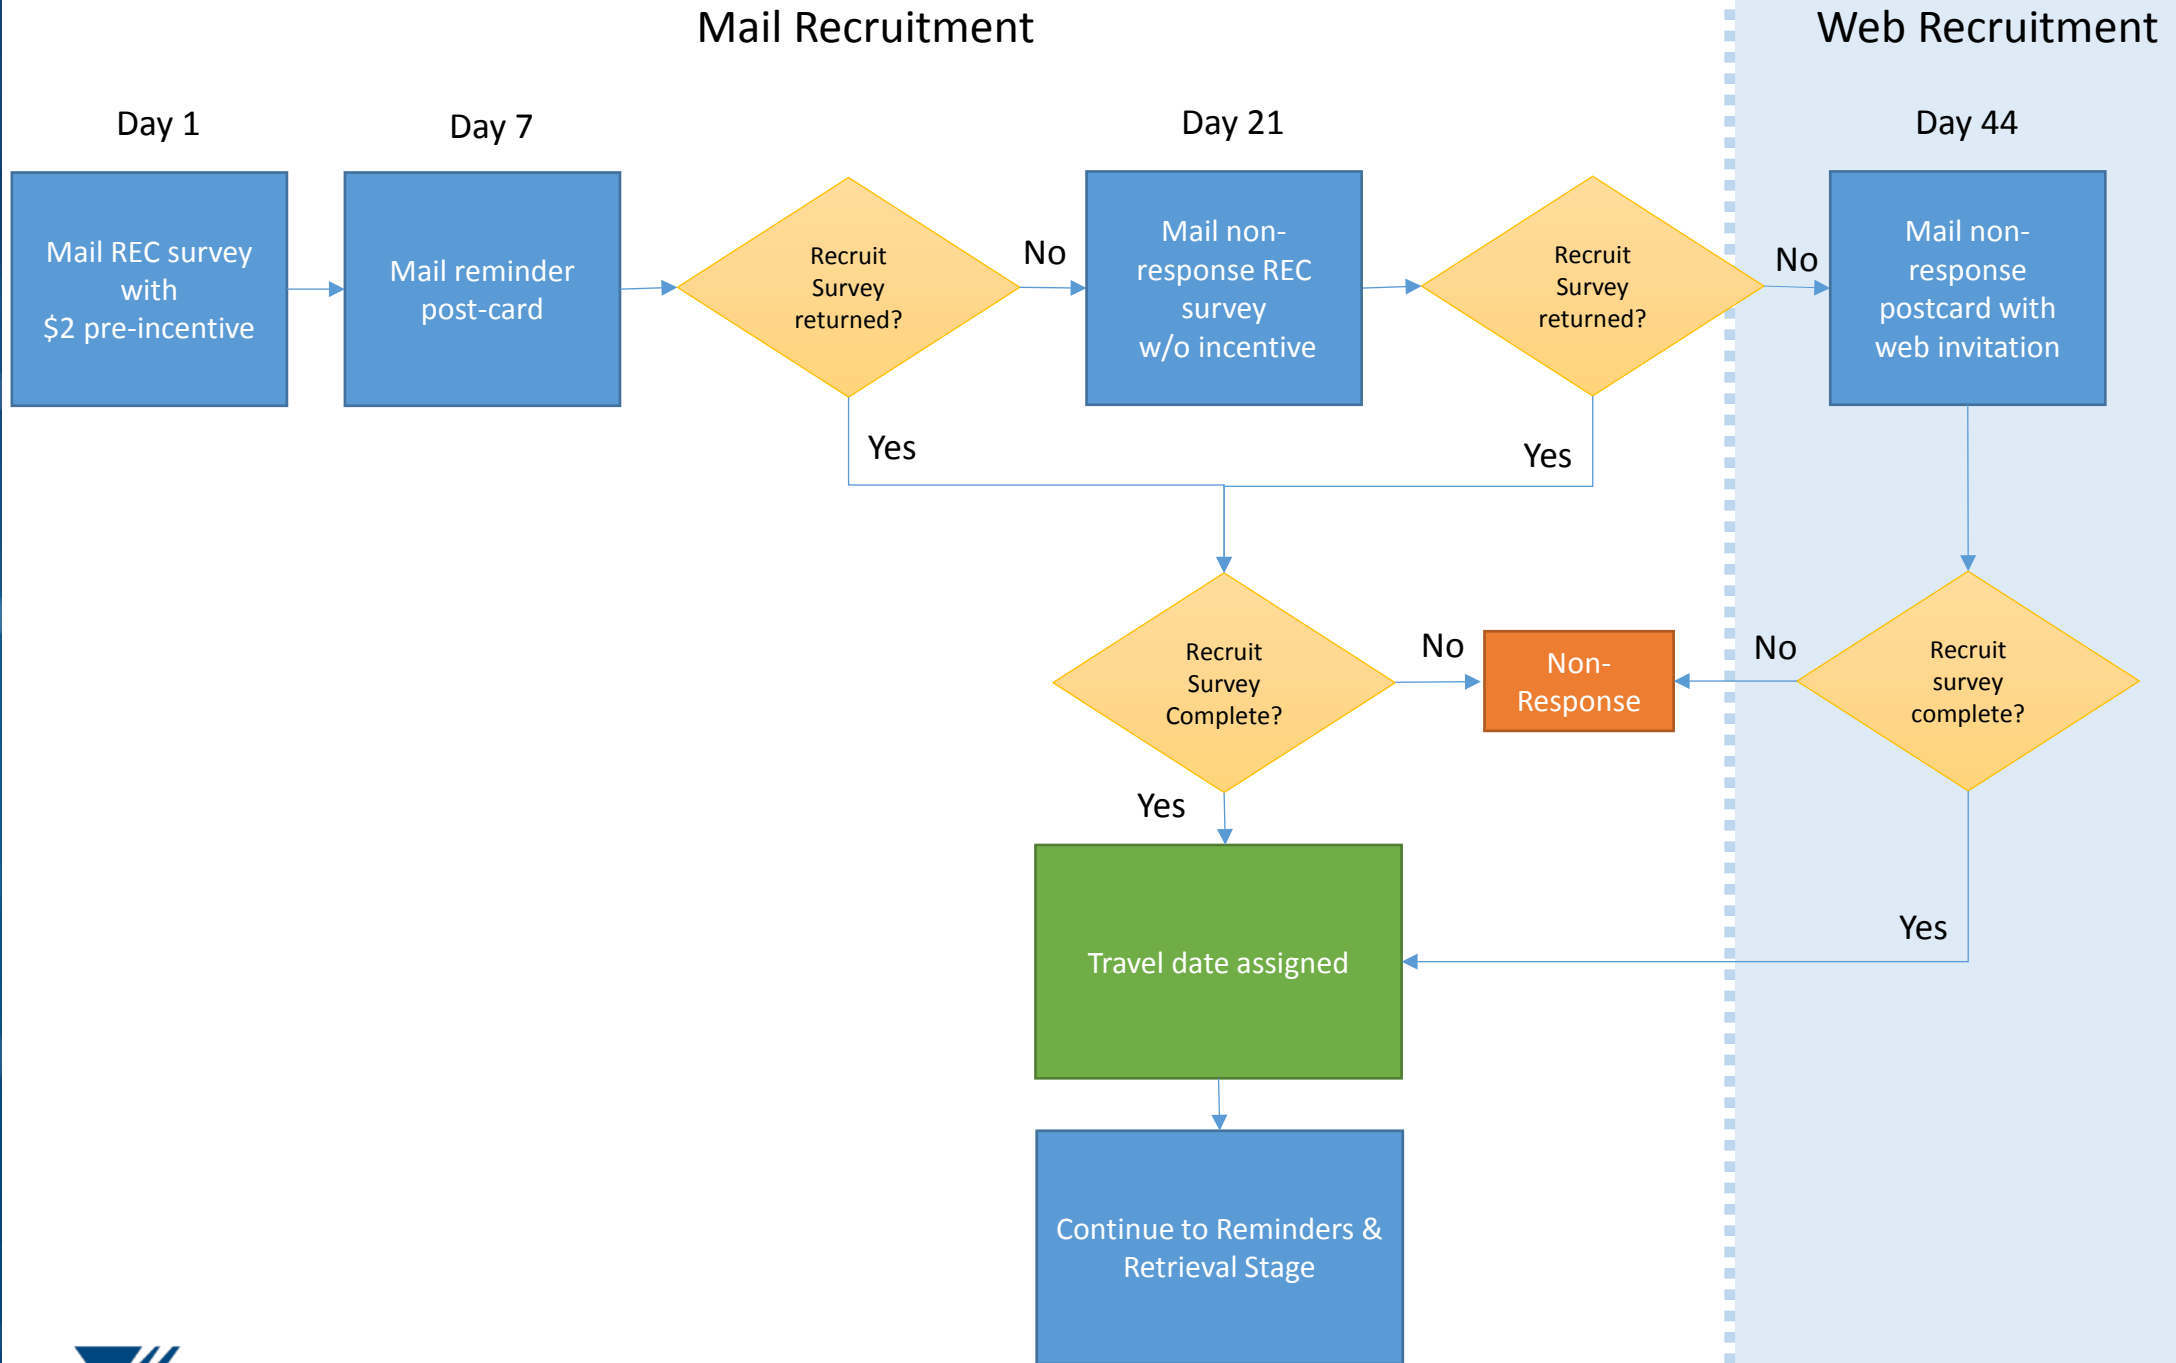 Mail Recruitment
Web Recruitment
Day 1
Day 7
Day 21
Day 44
Mail REC survey
with
$2 pre-incentive
Mail reminder
post-card
Recruit
Survey
returned?
No
Mail non-
response REC
survey
w/o incentive
Recruit
Survey
returned?
No
Mail non-
response
postcard with
web invitation
Yes
Yes
Recruit
Survey
Complete?
No
Non-
Response
No
Recruit
survey
complete?
Yes
Travel date assigned
Yes
Continue to Reminders &
Retrieval Stage